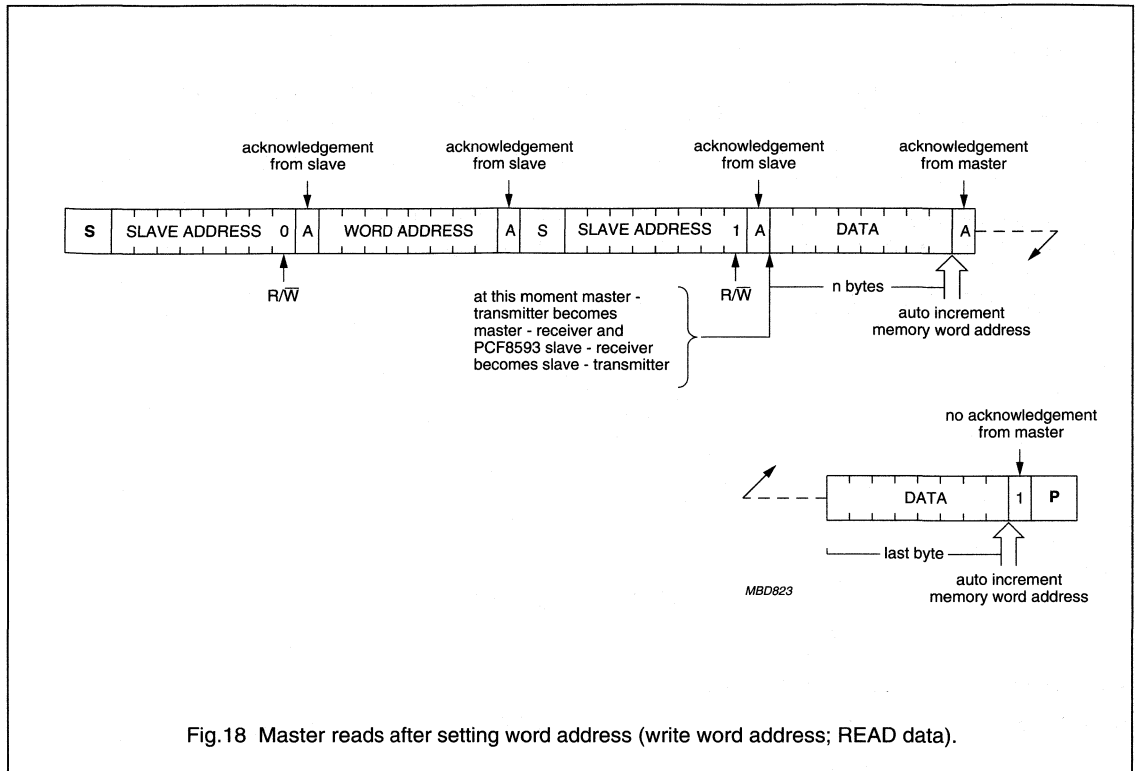 acknowledgement
from slave
acknowledgement
from slave
acknowledgement
from slave
acknowledgement
from master
S SLAVE ADDRESS 0 A WORD ADDRESS A S SLAVE ADDRESS 1 A DATA A
R/W̅
R/W̅
n bytes
at this moment master -
transmitter becomes
master - receiver and
PCF8593 slave - receiver
becomes slave - transmitter
auto increment
memory word address
no acknowledgement
from master
DATA 1 P
last byte
auto increment
memory word address
MBD823
Fig.18 Master reads after setting word address (write word address; READ data).